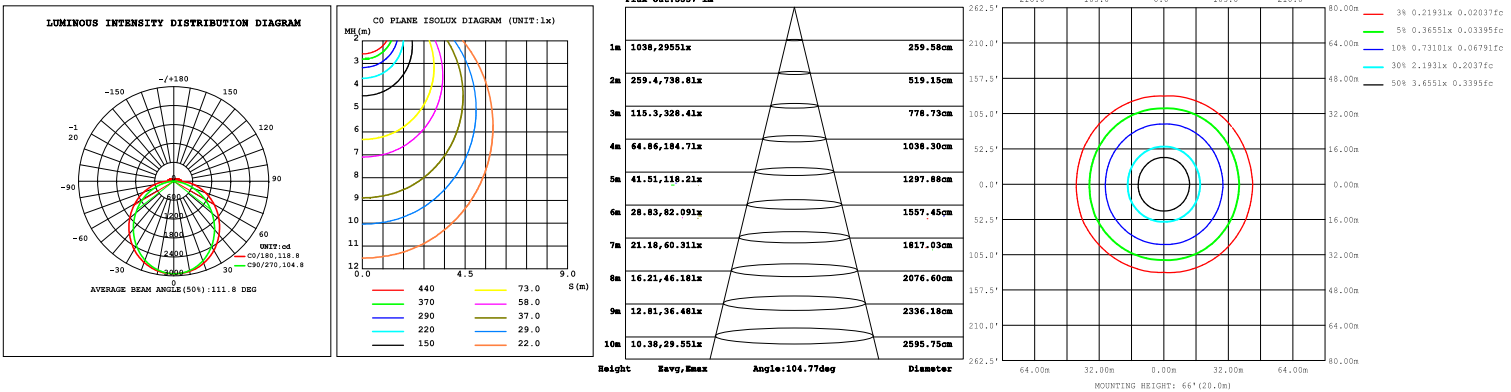 LUMINOUS INTENSITY DISTRIBUTION DIAGRAM
-/+180
-150
150
-1
20
120
-90
90
0
600
1200
1800
2400
3000
-60
60
-30
30
0
UNIT:cd
C0/180,118.8
C90/270,104.8
AVERAGE BEAM ANGLE(50%):111.8 DEG
C0 PLANE ISOLUX DIAGRAM (UNIT:lx)
MH(m)
2
3
4
5
6
7
8
9
10
11
12
0.0
4.5
9.0
S(m)
440
73.0
370
58.0
290
37.0
220
29.0
150
22.0
1m 1038,2955lx 259.58cm
2m 259.4,738.8lx 519.15cm
3m 115.3,328.4lx 778.73cm
4m 64.86,184.7lx 1038.30cm
5m 41.51,118.2lx 1297.88cm
6m 28.83,82.09lx 1557.45cm
7m 21.18,60.31lx 1817.03cm
8m 16.21,46.18lx 2076.60cm
9m 12.81,36.48lx 2336.18cm
10m 10.38,29.55lx 2595.75cm
Height Eavg,Emax Angle:104.77deg Diameter
262.5' 80.00m
210.0' 64.00m
157.5' 48.00m
105.0' 32.00m
52.5' 16.00m
0.0' 0.00m
52.5' 16.00m
105.0' 32.00m
157.5' 48.00m
210.0' 64.00m
262.5' 80.00m
64.00m 32.00m 0.00m 32.00m 64.00m
MOUNTING HEIGHT: 66'(20.0m)
3% 0.2193lx 0.02037fc
5% 0.3655lx 0.03395fc
10% 0.7310lx 0.06791fc
30% 2.193lx 0.2037fc
50% 3.655lx 0.3395fc